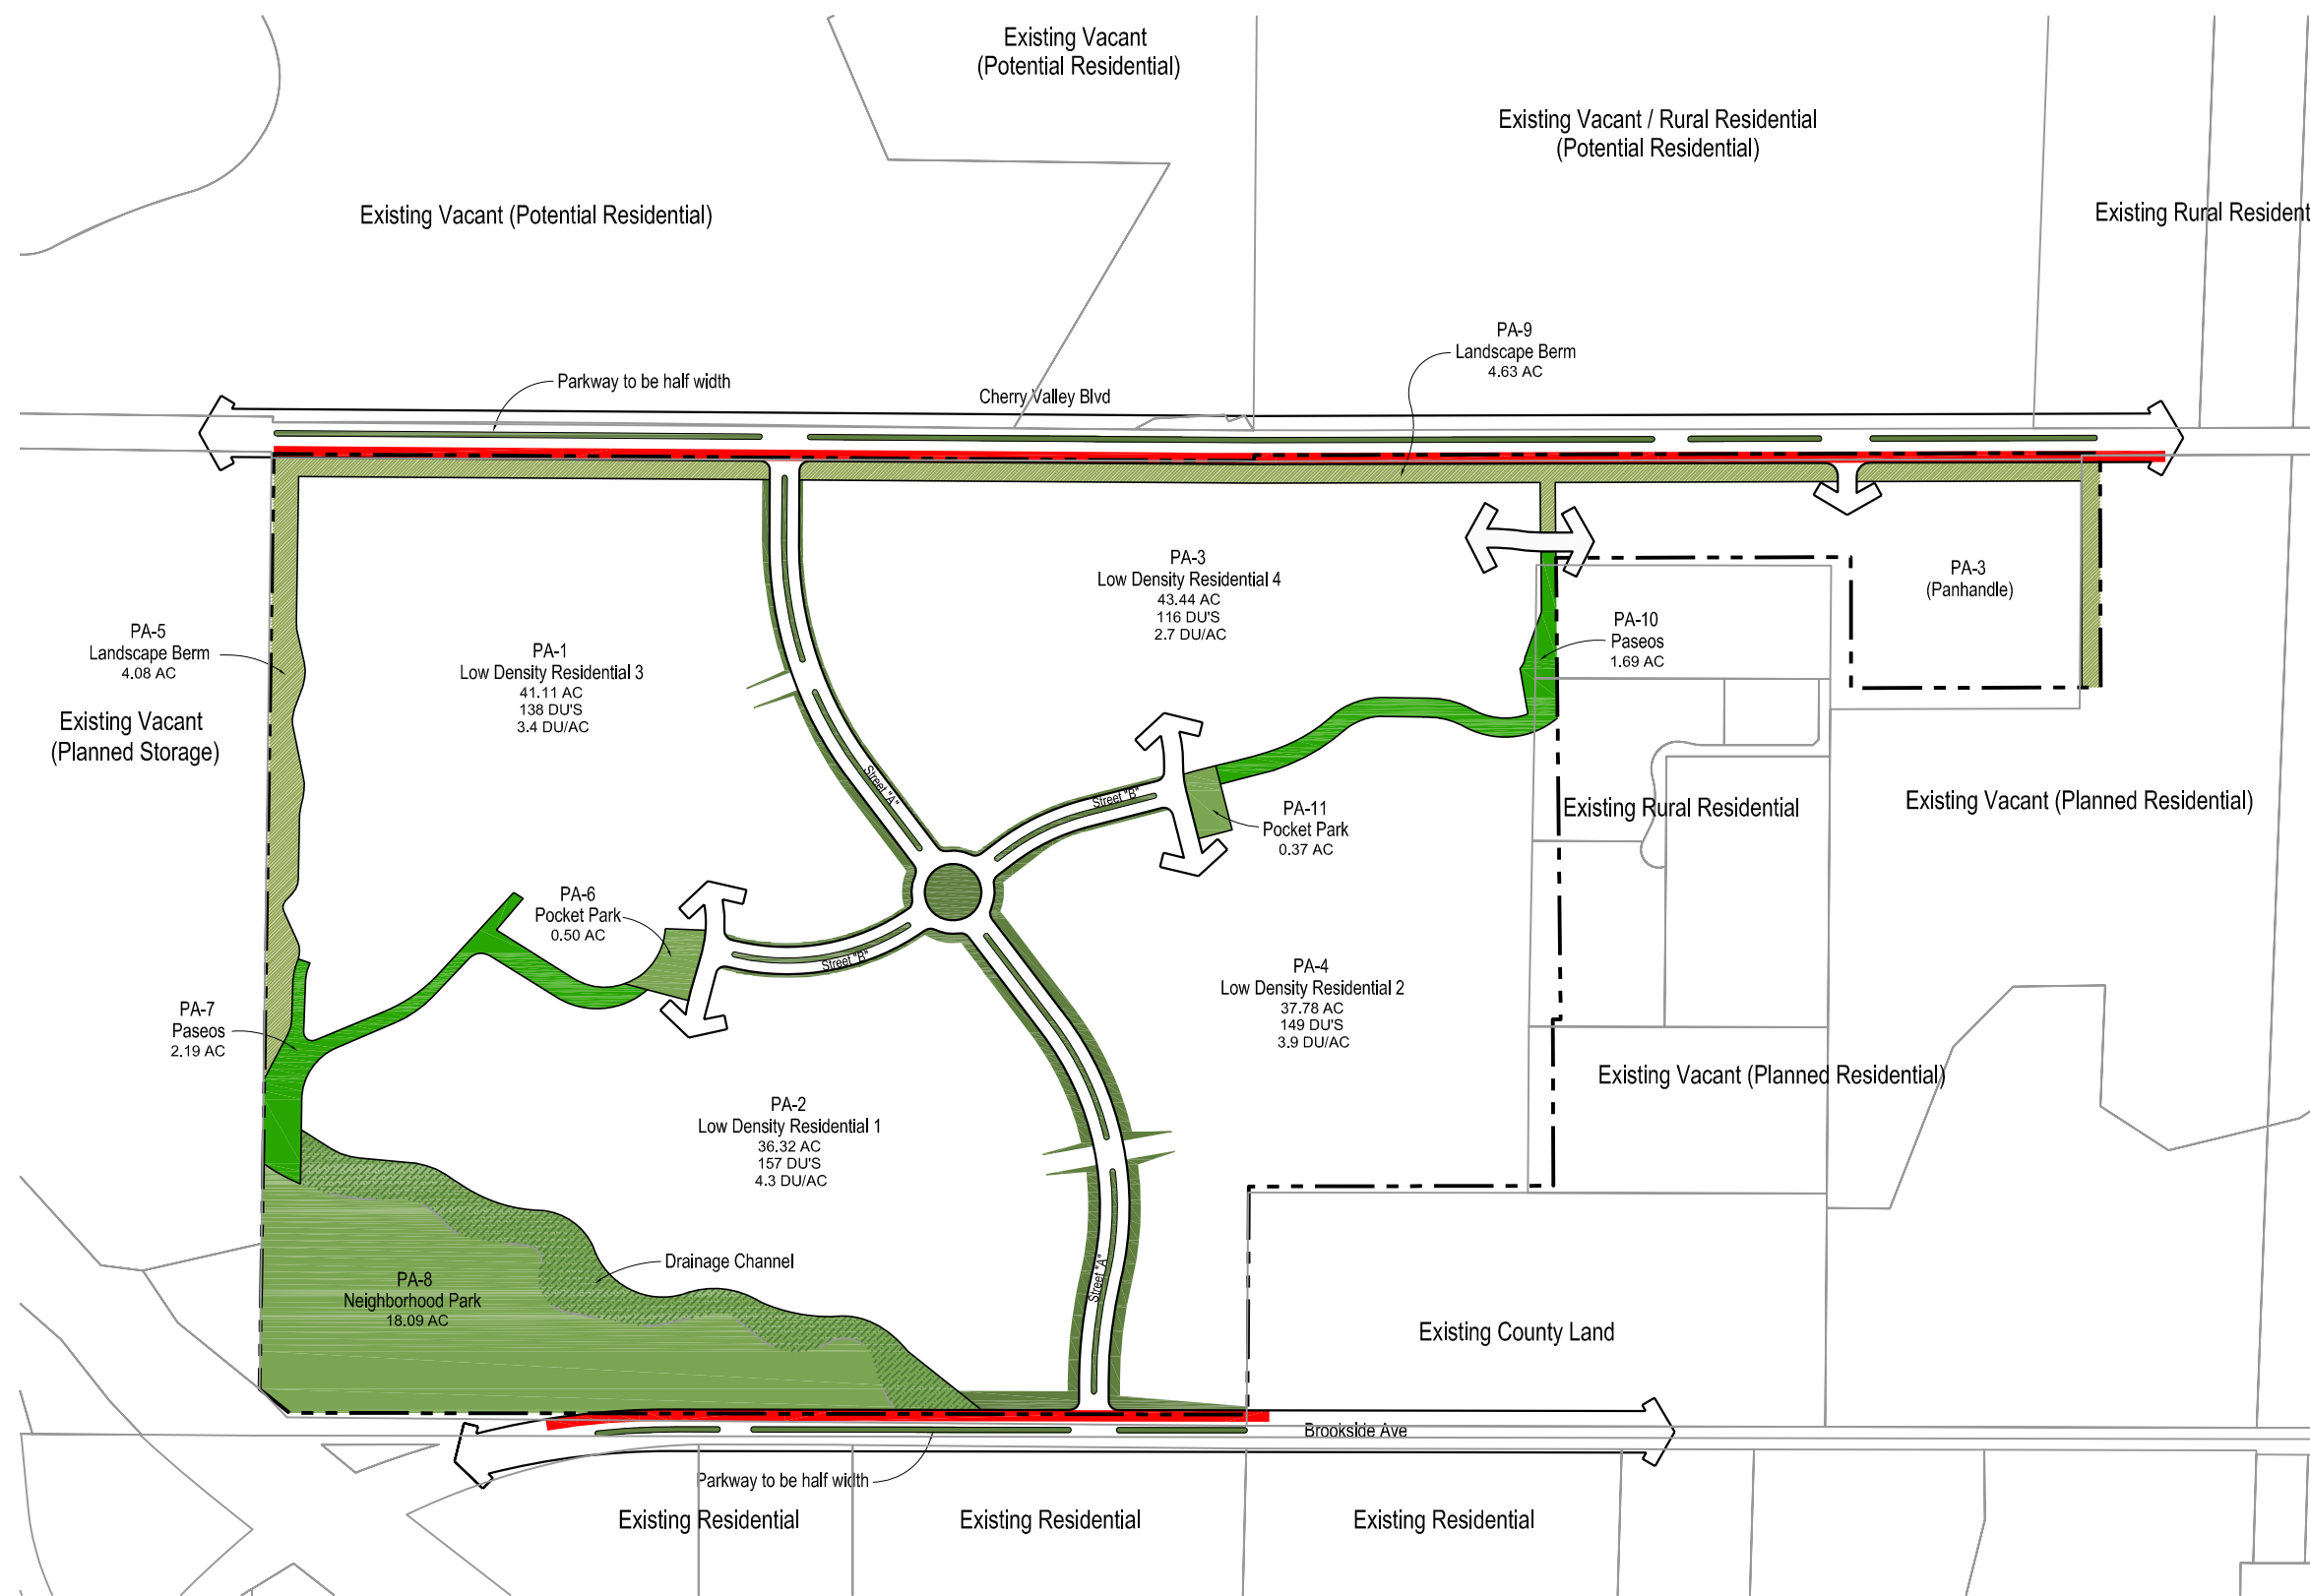 Existing Vacant
(Potential Residential)
Existing Vacant / Rural Residential
(Potential Residential)
Existing Vacant (Potential Residential)
Existing Rural Resident
PA-9
Landscape Berm
4.63 AC
Parkway to be half width
Cherry Valley Blvd
PA-3
Low Density Residential 4
43.44 AC
116 DU'S
2.7 DU/AC
PA-3
(Panhandle)
PA-5
Landscape Berm
4.08 AC
PA-1
Low Density Residential 3
41.11 AC
138 DU'S
3.4 DU/AC
PA-10
Paseos
1.69 AC
Existing Vacant
(Planned Storage)
Street "A"
Street "B"
PA-11
Pocket Park
0.37 AC
Existing Rural Residential
Existing Vacant (Planned Residential)
PA-6
Pocket Park
0.50 AC
Street "B"
PA-4
Low Density Residential 2
37.78 AC
149 DU'S
3.9 DU/AC
PA-7
Paseos
2.19 AC
Existing Vacant (Planned Residential)
PA-2
Low Density Residential 1
36.32 AC
157 DU'S
4.3 DU/AC
Drainage Channel
Street "A"
PA-8
Neighborhood Park
18.09 AC
Existing County Land
Brookside Ave
Parkway to be half width
Existing Residential
Existing Residential
Existing Residential